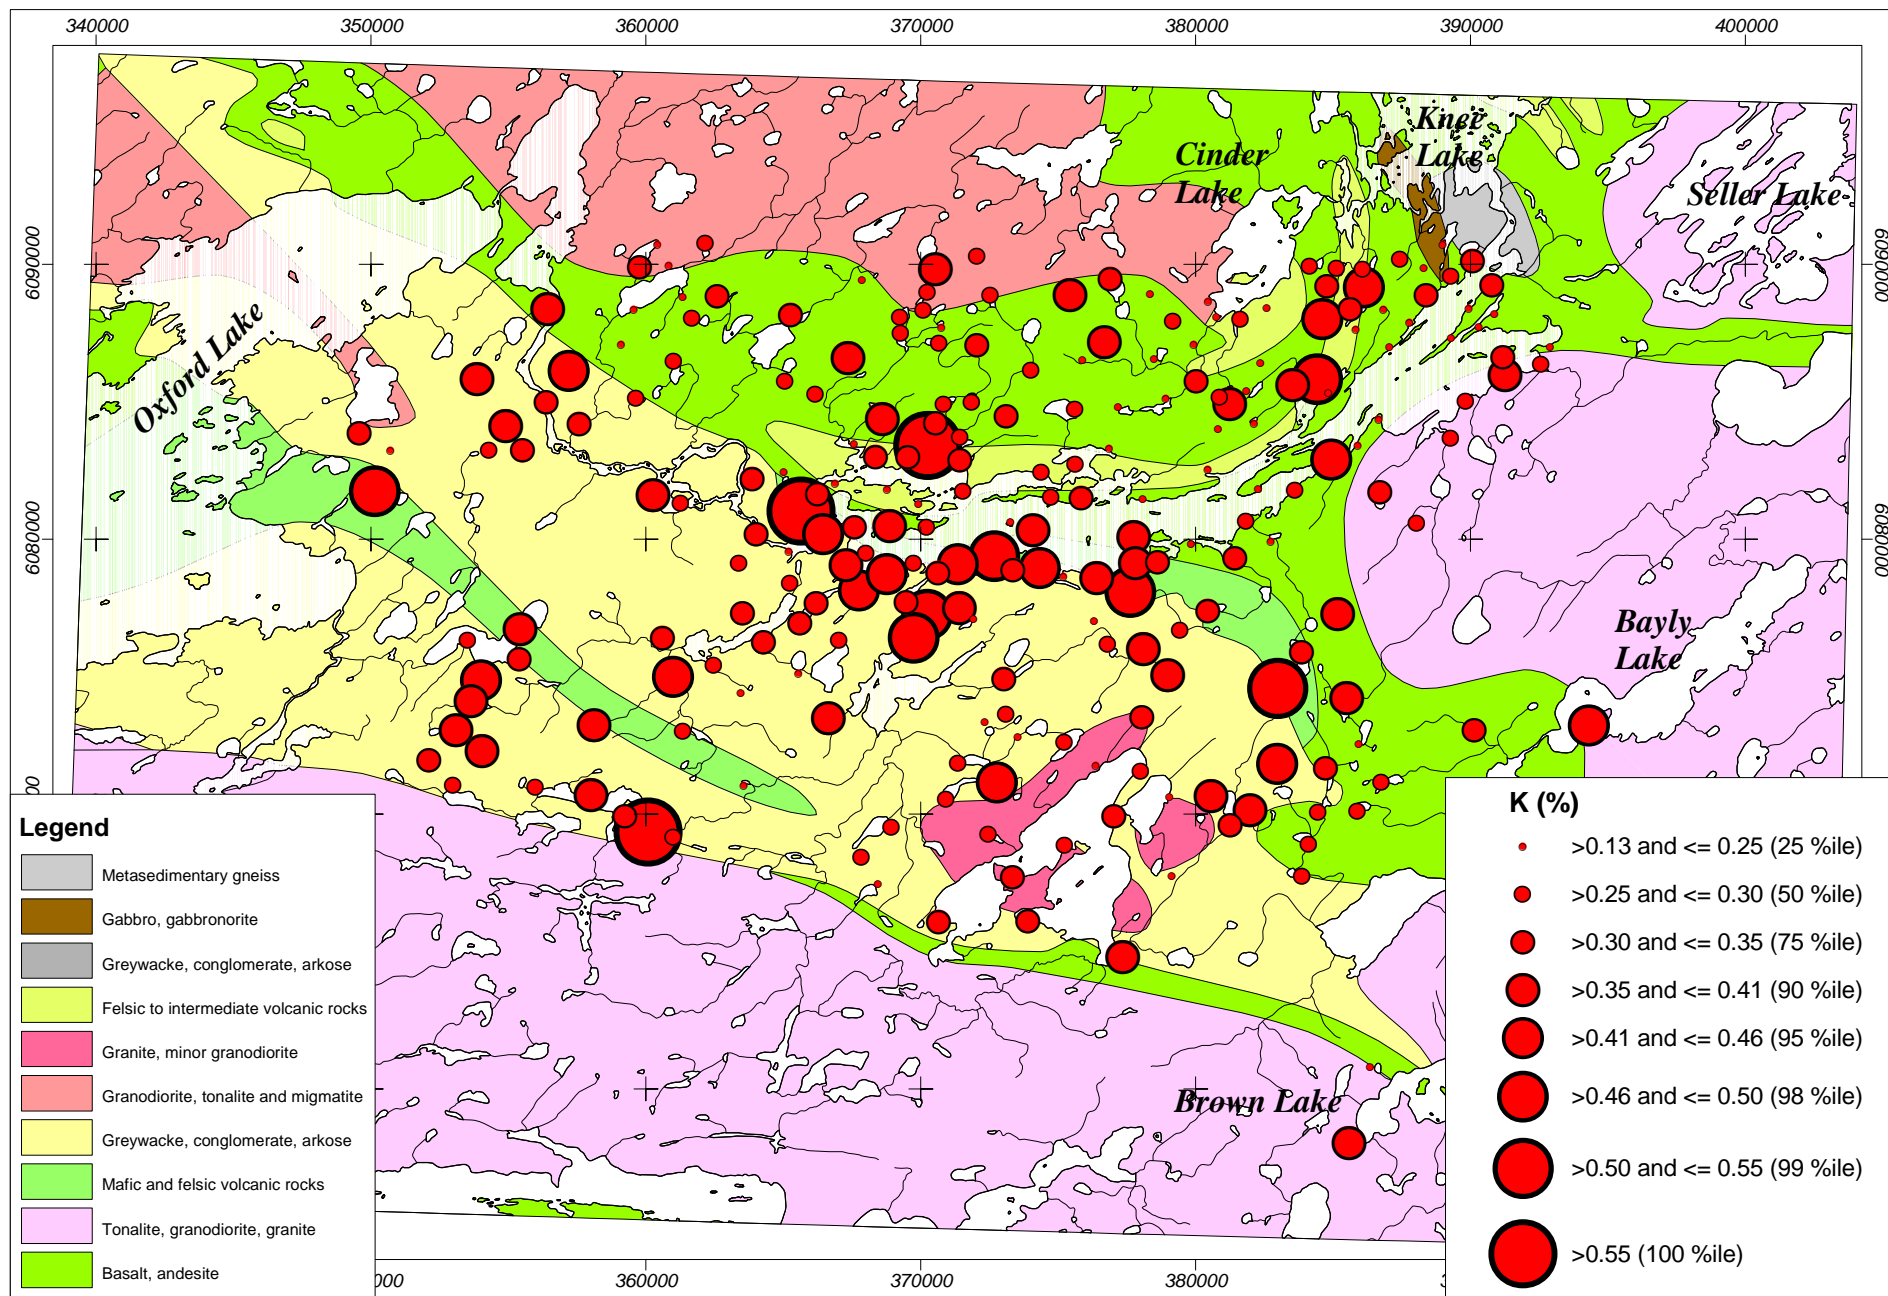 340000 350000 360000 370000 380000 390000 400000
Knee
Lake
Cinder
Lake
Seller Lake
6090000
6090000
Oxford Lake
6080000
6080000
Bayly
Lake
Brown Lake
Legend
Metasedimentary gneiss
Gabbro, gabbronorite
Greywacke, conglomerate, arkose
Felsic to intermediate volcanic rocks
Granite, minor granodiorite
Granodiorite, tonalite and migmatite
Greywacke, conglomerate, arkose
Mafic and felsic volcanic rocks
Tonalite, granodiorite, granite
Basalt, andesite
K (%)
>0.13 and <= 0.25 (25 %ile)
>0.25 and <= 0.30 (50 %ile)
>0.30 and <= 0.35 (75 %ile)
>0.35 and <= 0.41 (90 %ile)
>0.41 and <= 0.46 (95 %ile)
>0.46 and <= 0.50 (98 %ile)
>0.50 and <= 0.55 (99 %ile)
>0.55 (100 %ile)
360000 370000 380000